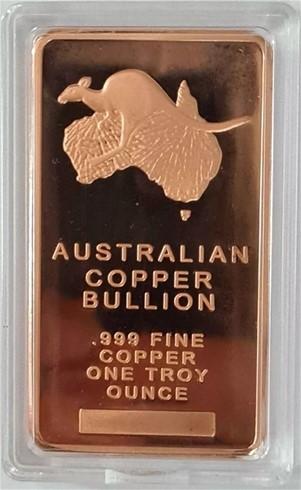 AUSTRALIAN
COPPER
BULLION
.999 FINE
COPPER
ONE TROY
OUNCE